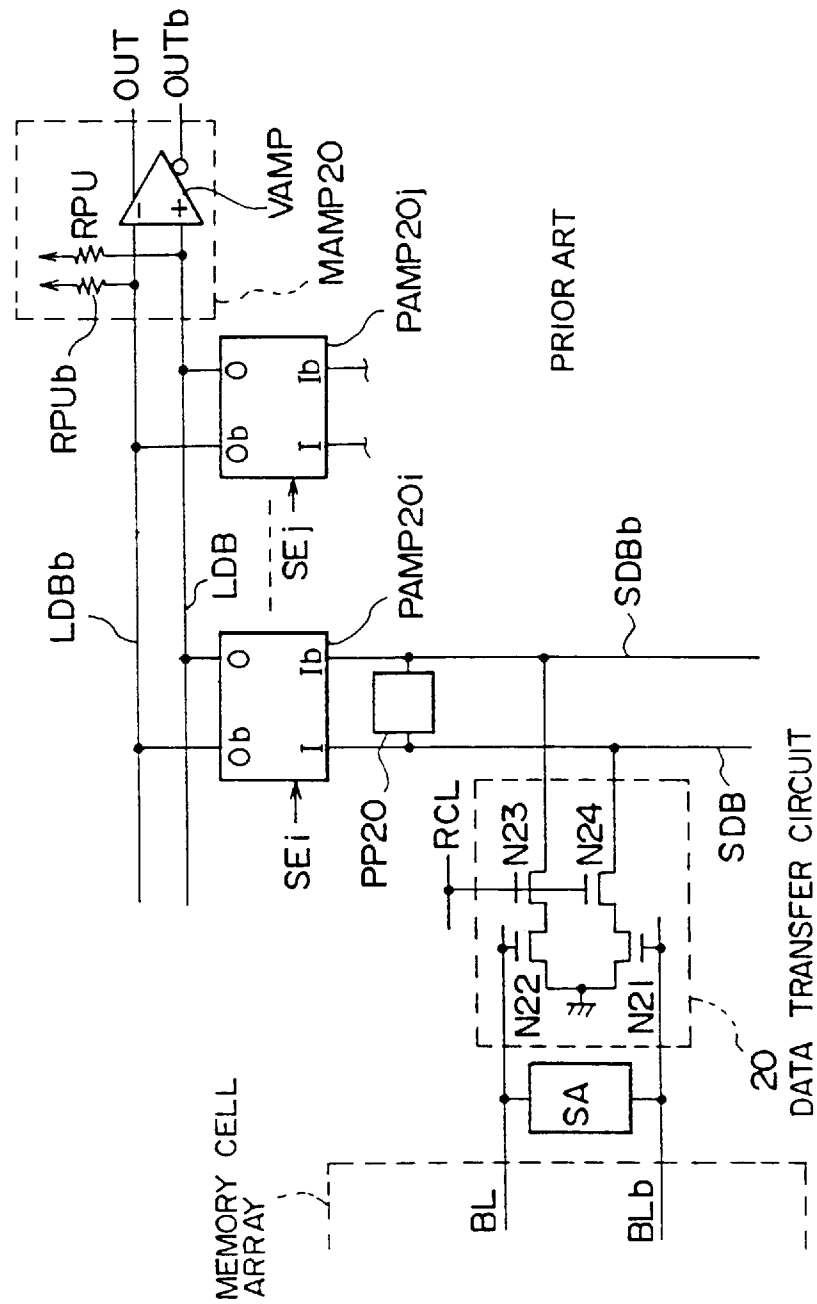 OUT
OUTb
RPU
RPUb
VAMP
MAMP20
LDBb
LDB
Ob O
I Ib
SEj
PAMP20j
PRIOR ART
Ob O
I Ib
SEi
PAMP20i
PP20
SDBb
SDB
RCL
N23
N24
N22
N21
20
DATA TRANSFER CIRCUIT
SA
MEMORY CELL
ARRAY
BL
BLb